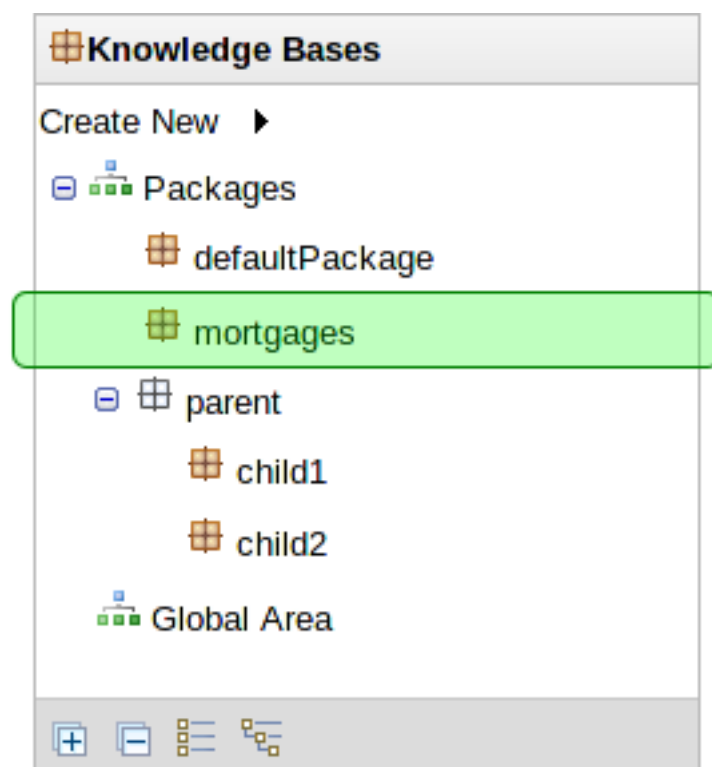 Knowledge Bases
Create New
Packages
defaultPackage
mortgages
parent
child1
child2
Global Area